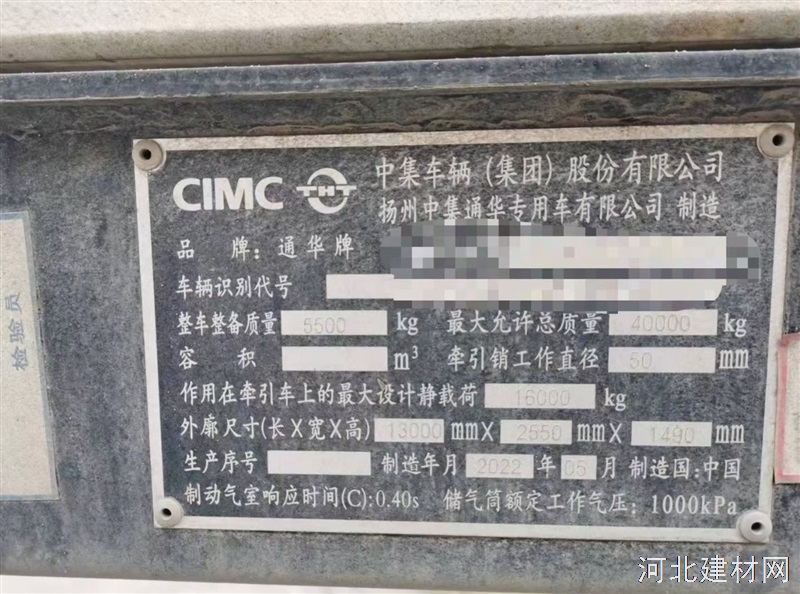 CIMC THT 中集车辆(集团)股份有限公司
扬州中集通华专用车有限公司 制造
品 牌:通华牌
车辆识别代号
整车整备质量 5500 kg 最大允许总质量 40000 kg
容 积 m³ 牵引销工作直径 50 mm
作用在牵引车上的最大设计静载荷 16000 kg
外廓尺寸(长X宽X高) 13000 mmX 2550 mmX 1490 mm
生产序号 制造年月 2022 年 05 月 制造国:中国
制动气室响应时间(C):0.40s 储气筒额定工作气压:1000kPa
检验员
河北建材网